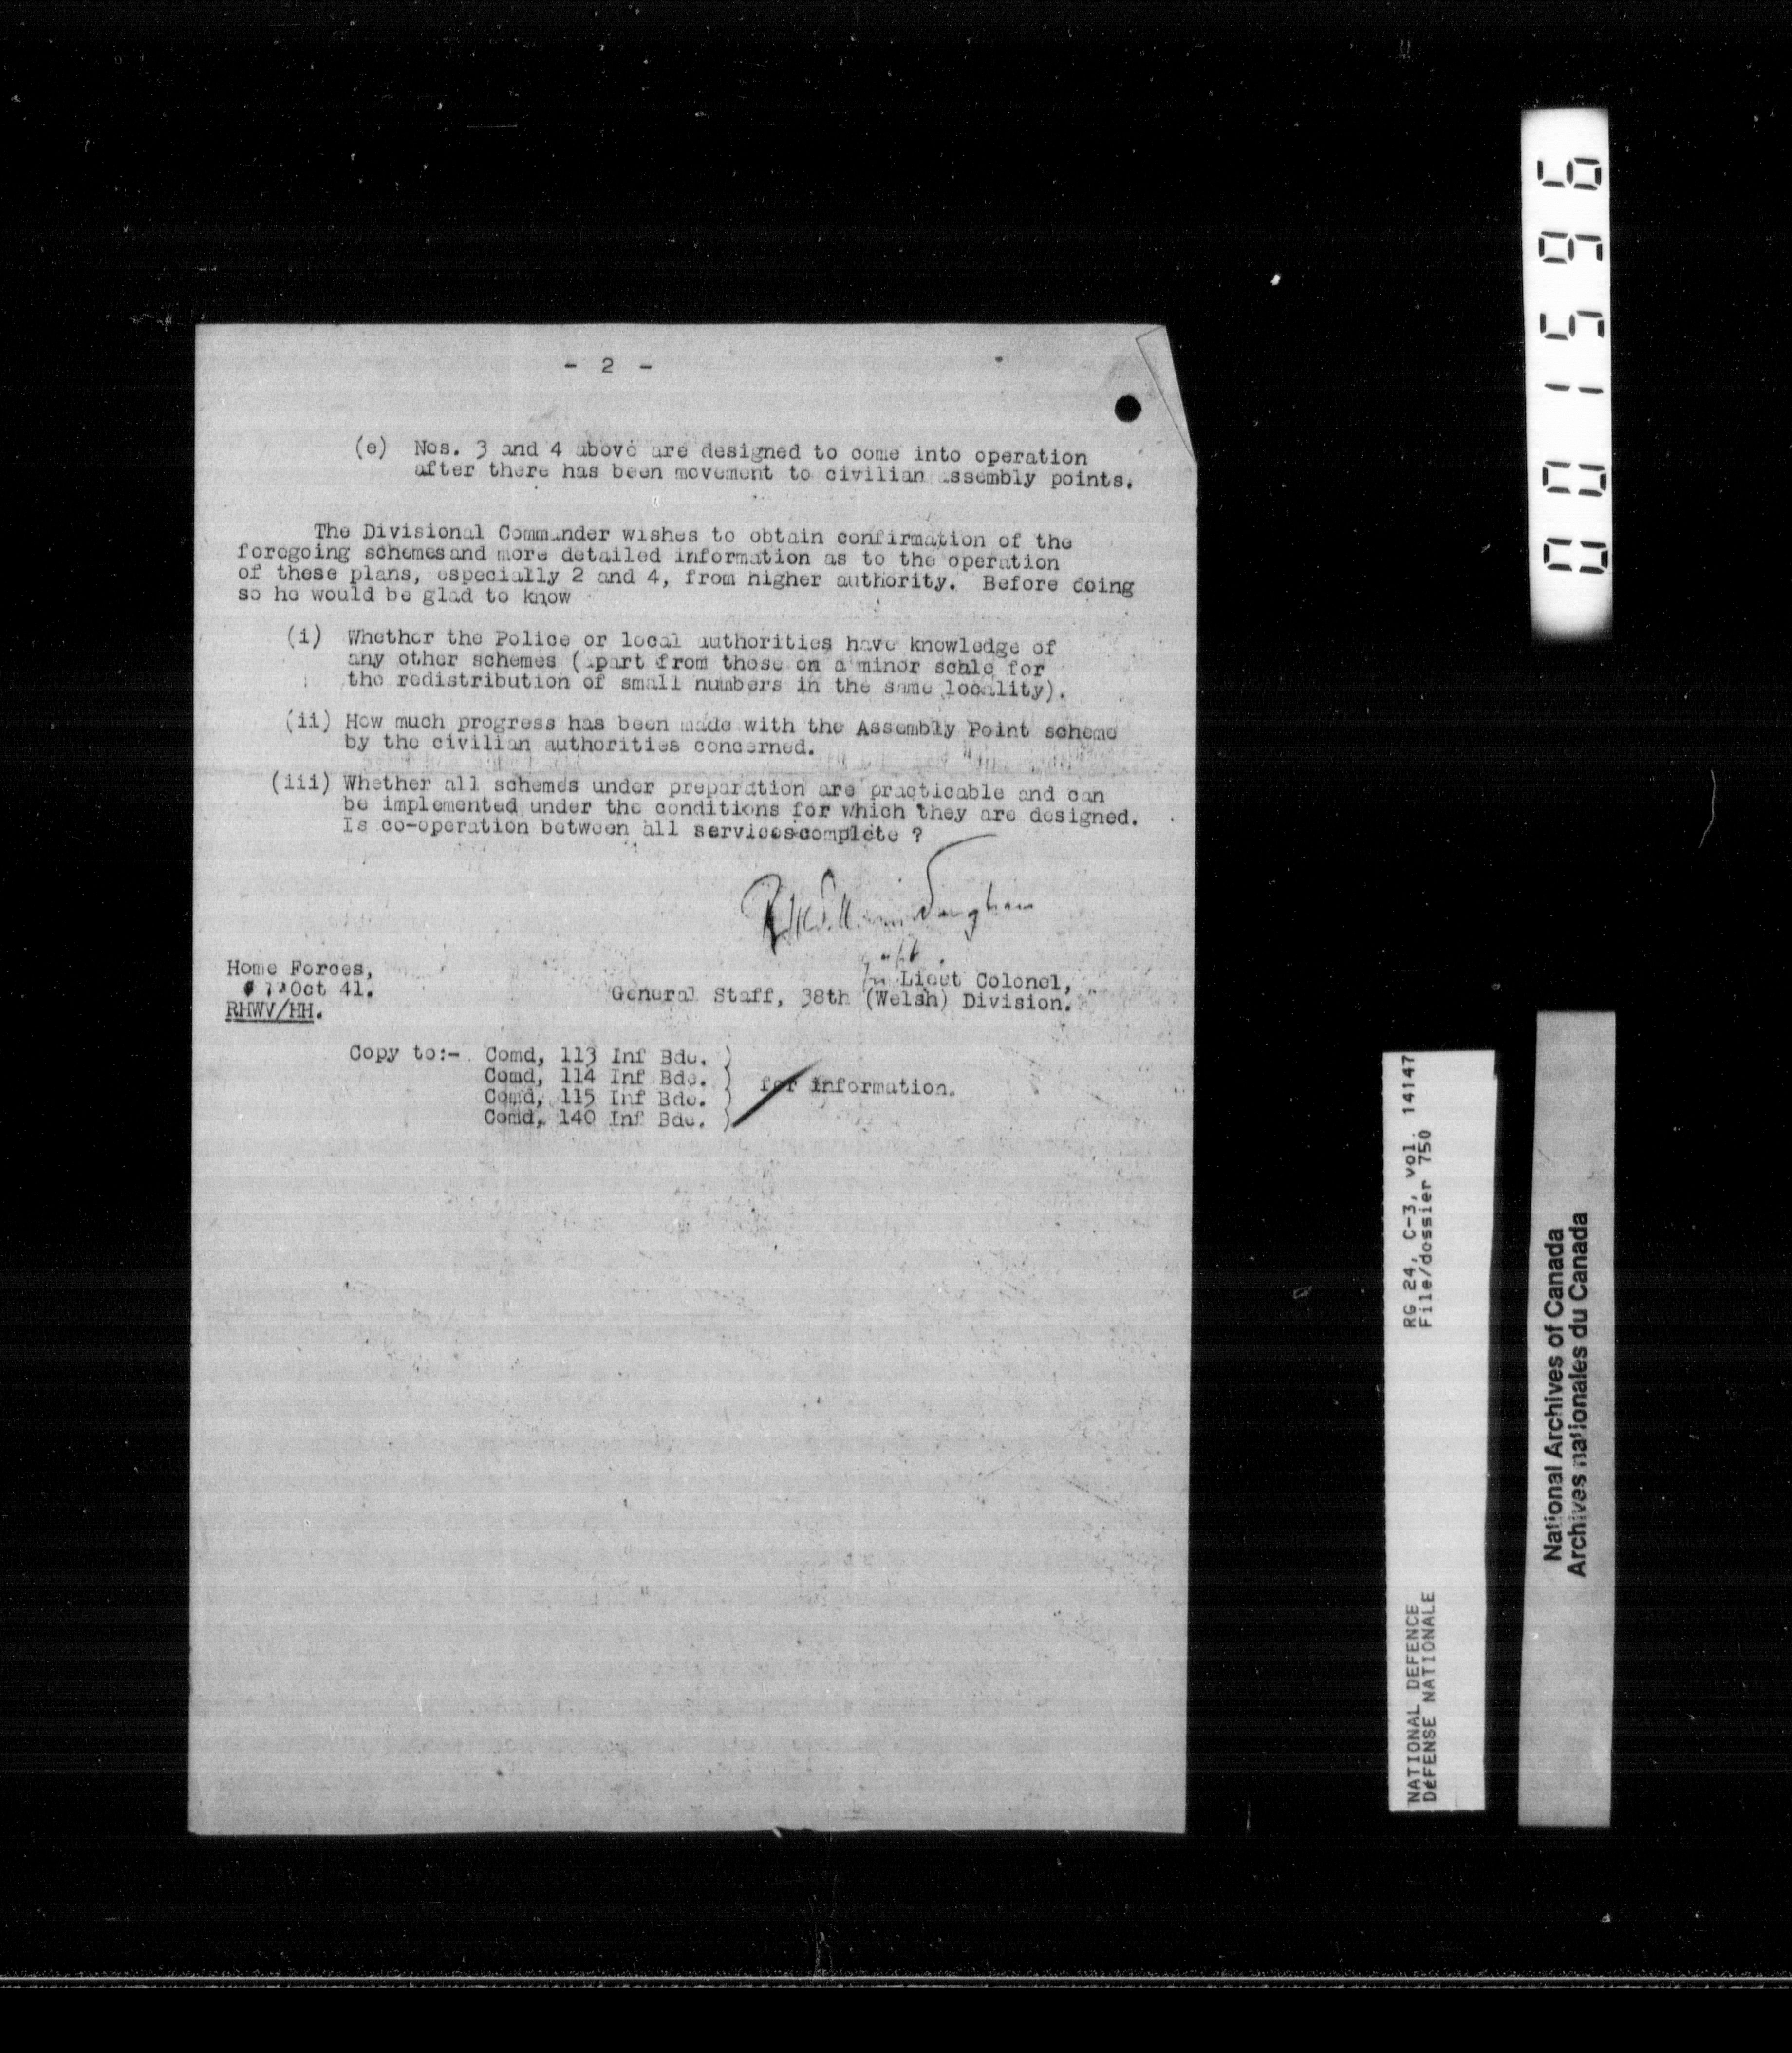 - 2 -
(e) Nos. 3 and 4 above are designed to come into operation
after there has been movement to civilian assembly points.
The Divisional Commander wishes to obtain confirmation of the
foregoing schemes and more detailed information as to the operation
of these plans, especially 2 and 4, from higher authority. Before doing
so he would be glad to know
(i) Whether the Police or local authorities have knowledge of
any other schemes (apart from those on a minor scale for
the redistribution of small numbers in the same locality).
(ii) How much progress has been made with the Assembly Point scheme
by the civilian authorities concerned.
(iii) Whether all schemes under preparation are practicable and can
be implemented under the conditions for which they are designed.
Is co-operation between all services complete ?
Vaughan
Capt.
for Lieut Colonel,
General Staff, 38th (Welsh) Division.
Home Forces,
Oct 41.
RHWV/HH.
Copy to:- Comd, 113 Inf Bde. )
Comd, 114 Inf Bde. )
Comd, 115 Inf Bde. )
Comd, 140 Inf Bde. )
for information.
001596
RG 24, C-3, vol. 14147
File/dossier 750
NATIONAL DEFENCE
DÉFENSE NATIONALE
National Archives of Canada
Archives nationales du Canada